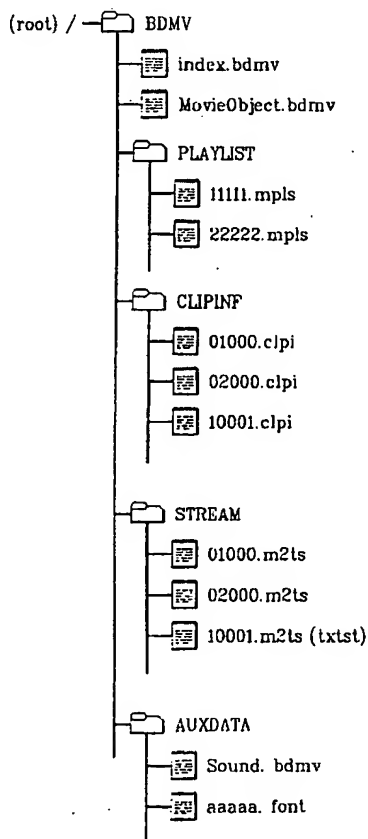 (root) / BDMV
index.bdmv
MovieObject.bdmv
PLAYLIST
11111.mpls
22222.mpls
CLIPINF
01000.clpi
02000.clpi
10001.clpi
STREAM
01000.m2ts
02000.m2ts
10001.m2ts (txtst)
AUXDATA
Sound. bdmv
aaaaa. font